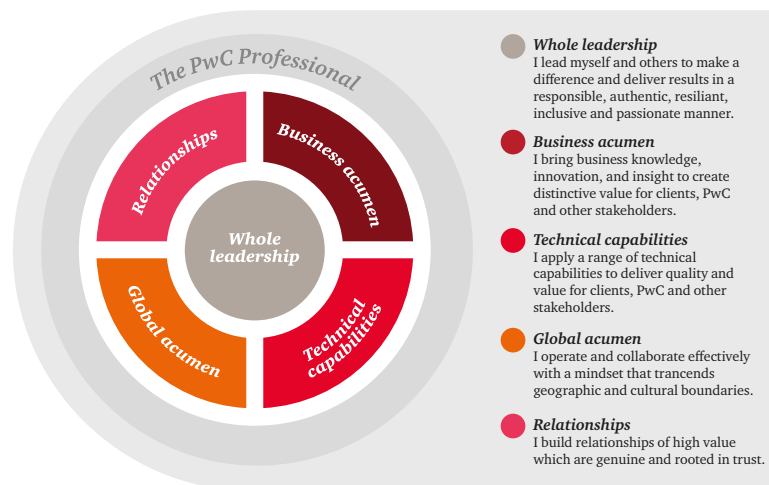 The PwC Professional
Relationships
Business acumen
Whole
leadership
Global acumen
Technical
capabilities
Whole leadership
I lead myself and others to make a
difference and deliver results in a
responsible, authentic, resiliant,
inclusive and passionate manner.
Business acumen
I bring business knowledge,
innovation, and insight to create
distinctive value for clients, PwC
and other stakeholders.
Technical capabilities
I apply a range of technical
capabilities to deliver quality and
value for clients, PwC and other
stakeholders.
Global acumen
I operate and collaborate effectively
with a mindset that trancends
geographic and cultural boundaries.
Relationships
I build relationships of high value
which are genuine and rooted in trust.